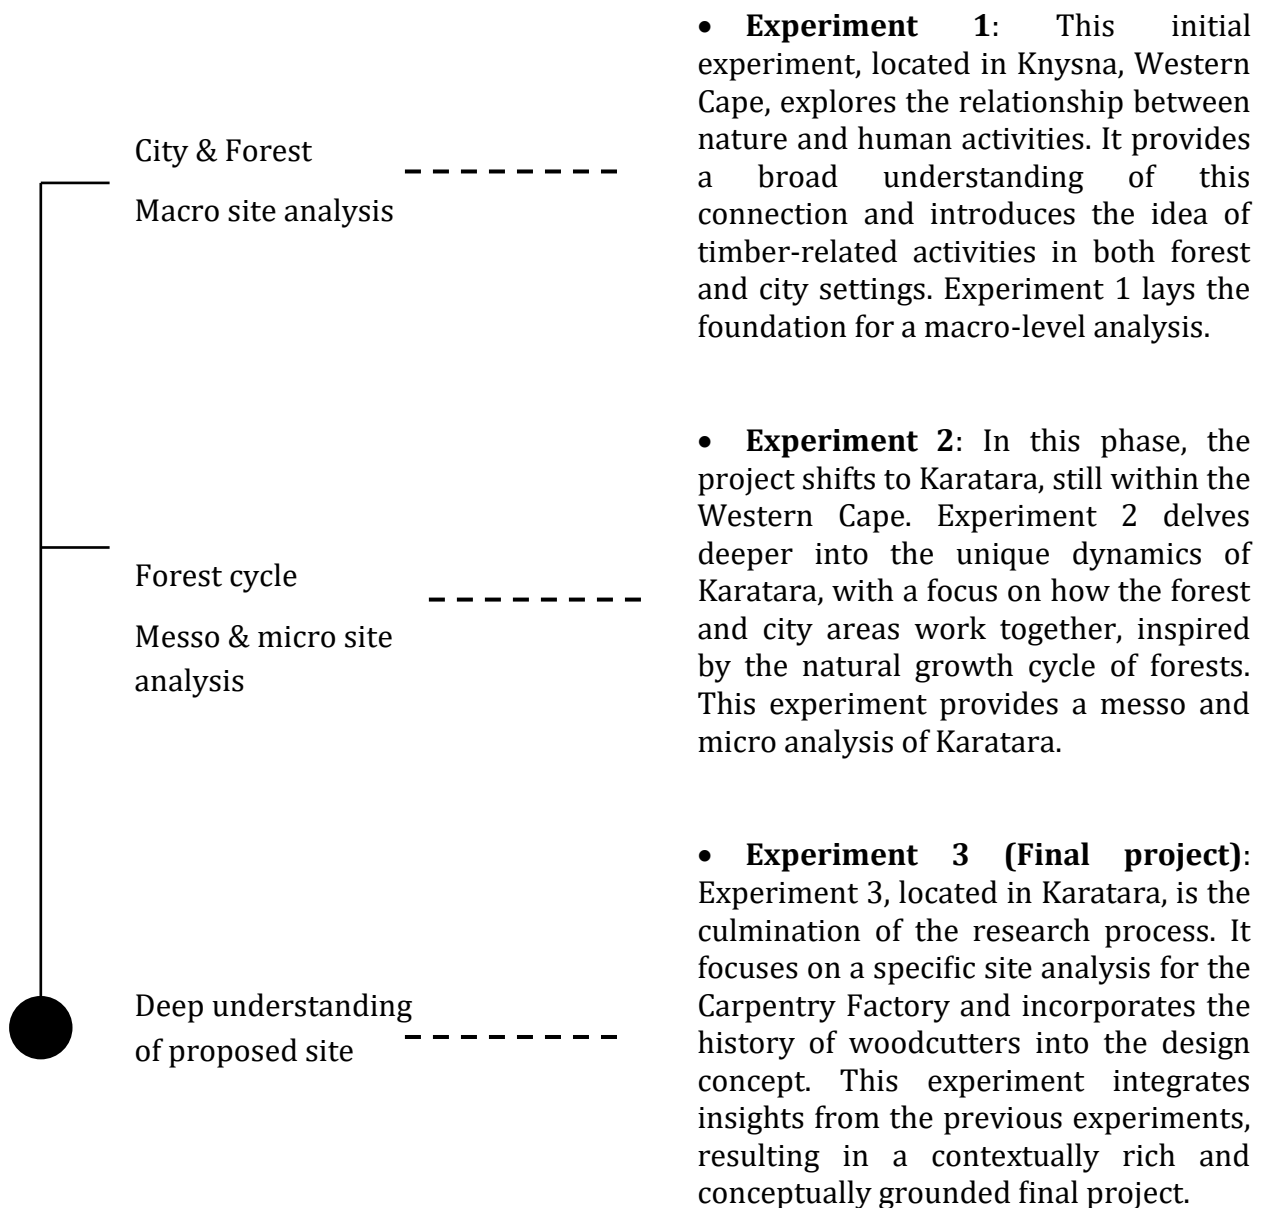 City & Forest
Macro site analysis
• Experiment 1: This initial
experiment, located in Knysna, Western
Cape, explores the relationship between
nature and human activities. It provides
a broad understanding of this
connection and introduces the idea of
timber-related activities in both forest
and city settings. Experiment 1 lays the
foundation for a macro-level analysis.
Forest cycle
Messo & micro site
analysis
• Experiment 2: In this phase, the
project shifts to Karatara, still within the
Western Cape. Experiment 2 delves
deeper into the unique dynamics of
Karatara, with a focus on how the forest
and city areas work together, inspired
by the natural growth cycle of forests.
This experiment provides a messo and
micro analysis of Karatara.
Deep understanding
of proposed site
• Experiment 3 (Final project):
Experiment 3, located in Karatara, is the
culmination of the research process. It
focuses on a specific site analysis for the
Carpentry Factory and incorporates the
history of woodcutters into the design
concept. This experiment integrates
insights from the previous experiments,
resulting in a contextually rich and
conceptually grounded final project.